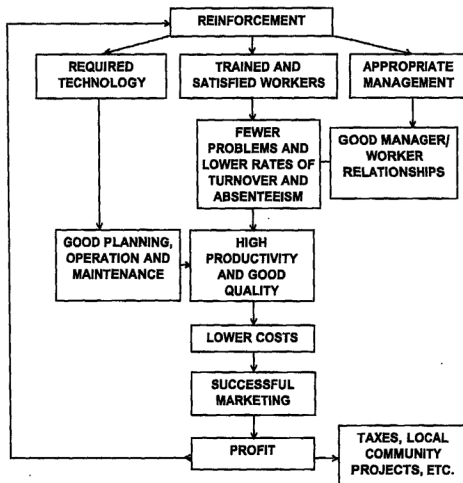 REINFORCEMENT
REQUIRED
TECHNOLOGY
TRAINED AND
SATISFIED WORKERS
APPROPRIATE
MANAGEMENT
FEWER
PROBLEMS AND
LOWER RATES OF
TURNOVER AND
ABSENTEEISM
GOOD MANAGER/
WORKER
RELATIONSHIPS
GOOD PLANNING,
OPERATION AND
MAINTENANCE
HIGH
PRODUCTIVITY
AND GOOD
QUALITY
LOWER COSTS
SUCCESSFUL
MARKETING
PROFIT
TAXES, LOCAL
COMMUNITY
PROJECTS, ETC.